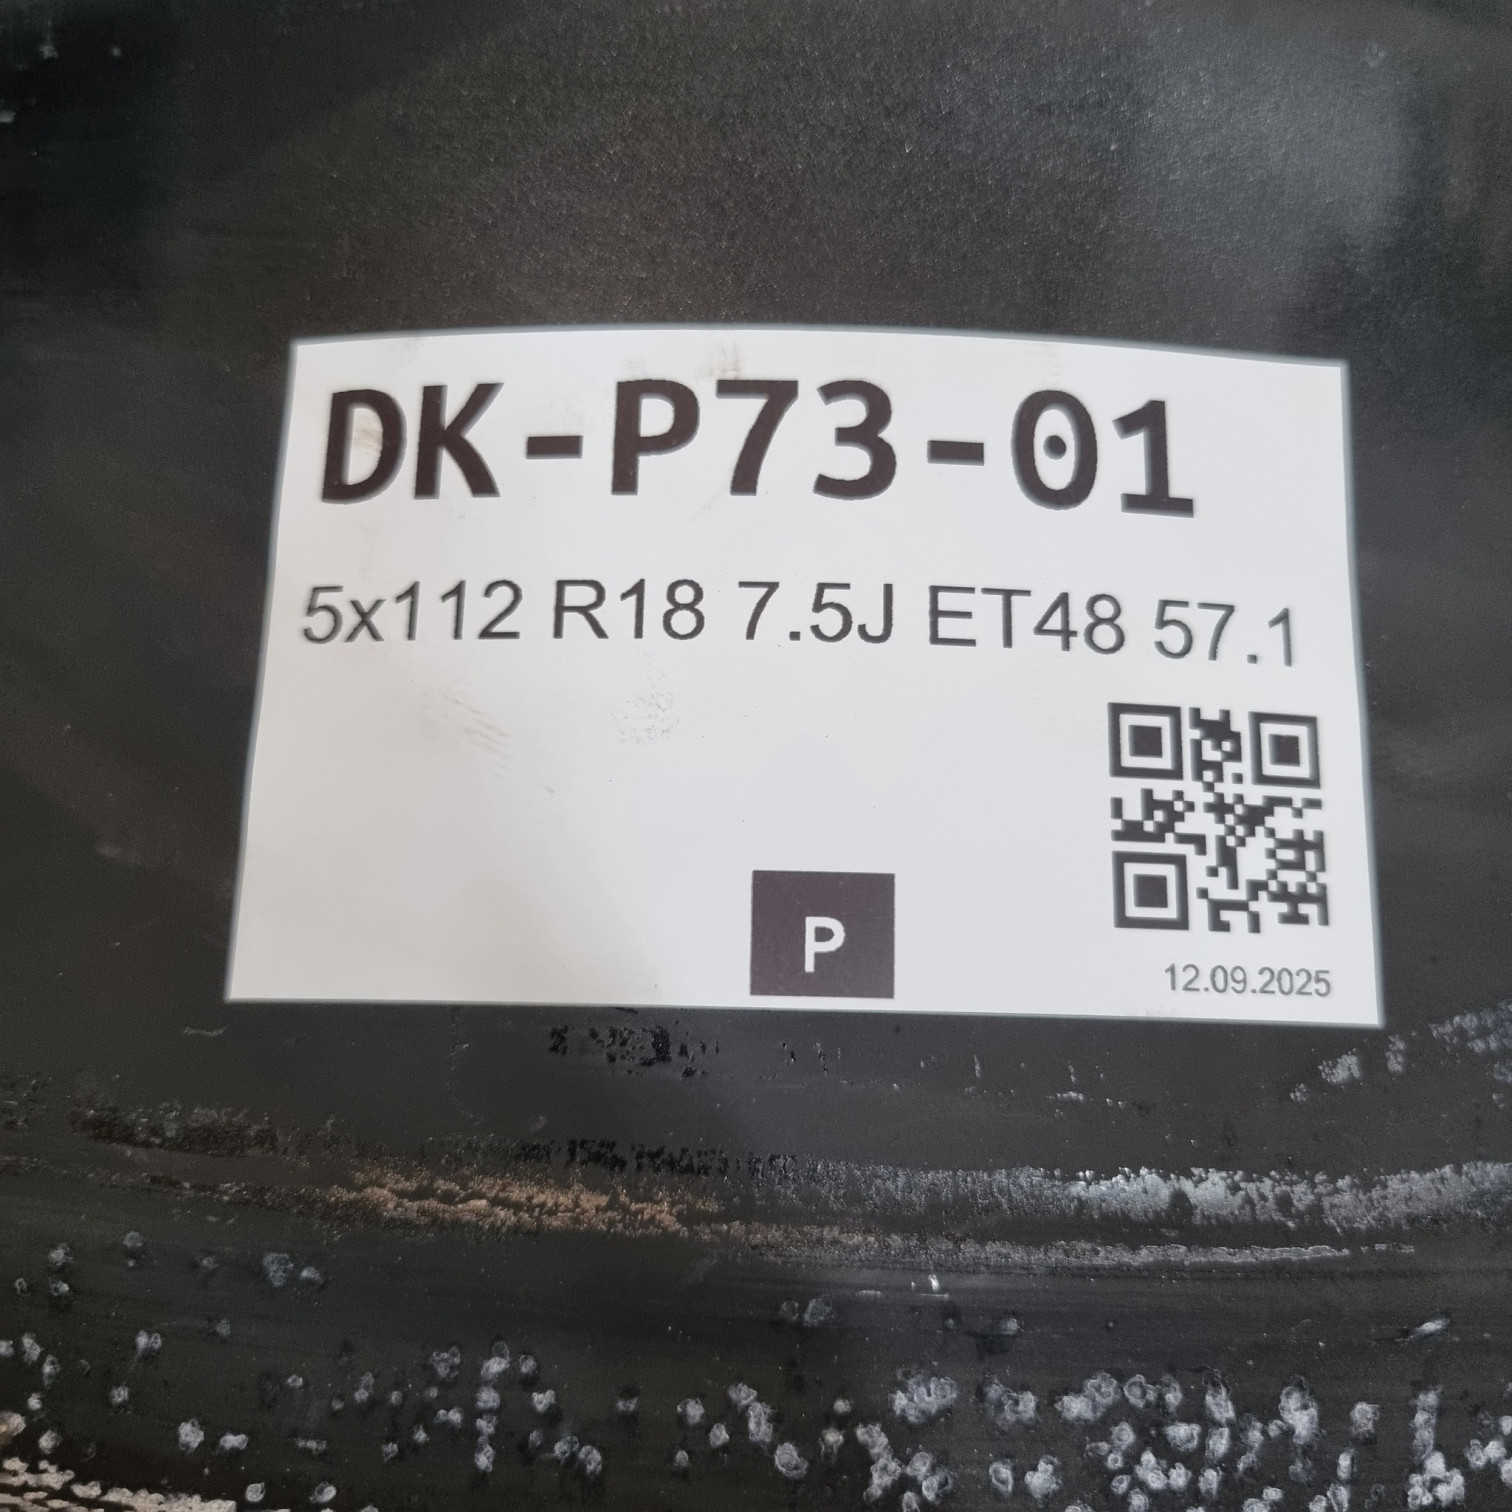 DK-P73-01
5x112 R18 7.5J ET48 57.1
P
12.09.2025